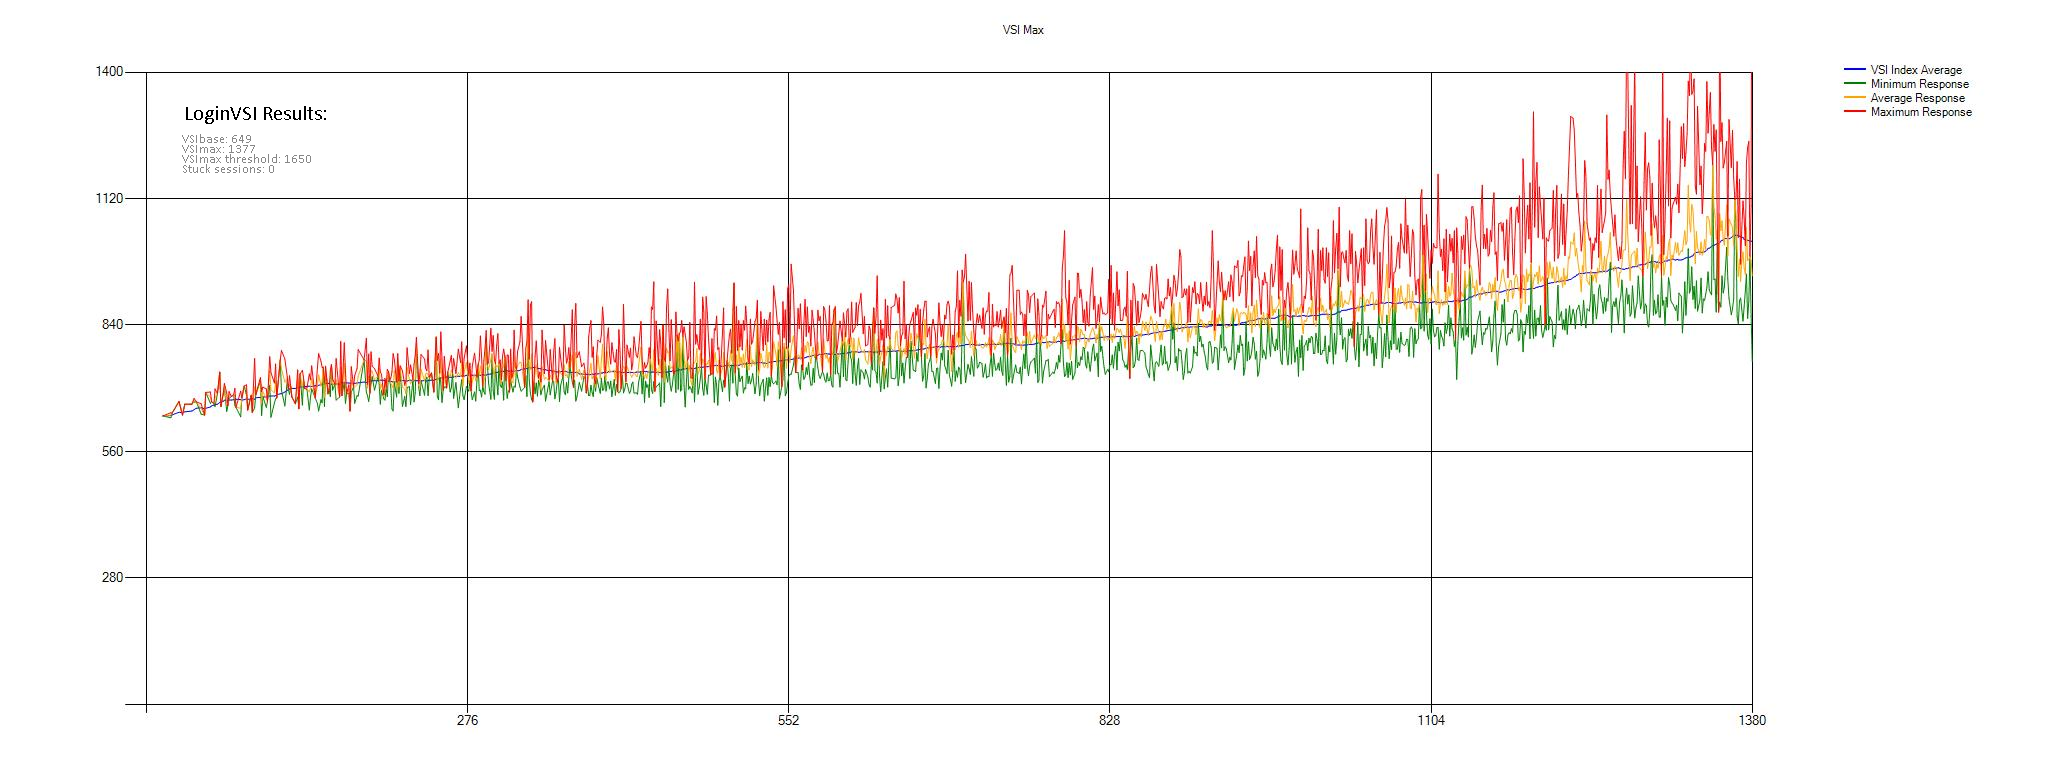 VSI Max
1400
1120
840
560
280
LoginVSI Results:
VSIbase: 649
VSImax: 1377
VSImax threshold: 1650
Stuck sessions: 0
VSI Index Average
Minimum Response
Average Response
Maximum Response
276
552
828
1104
1380